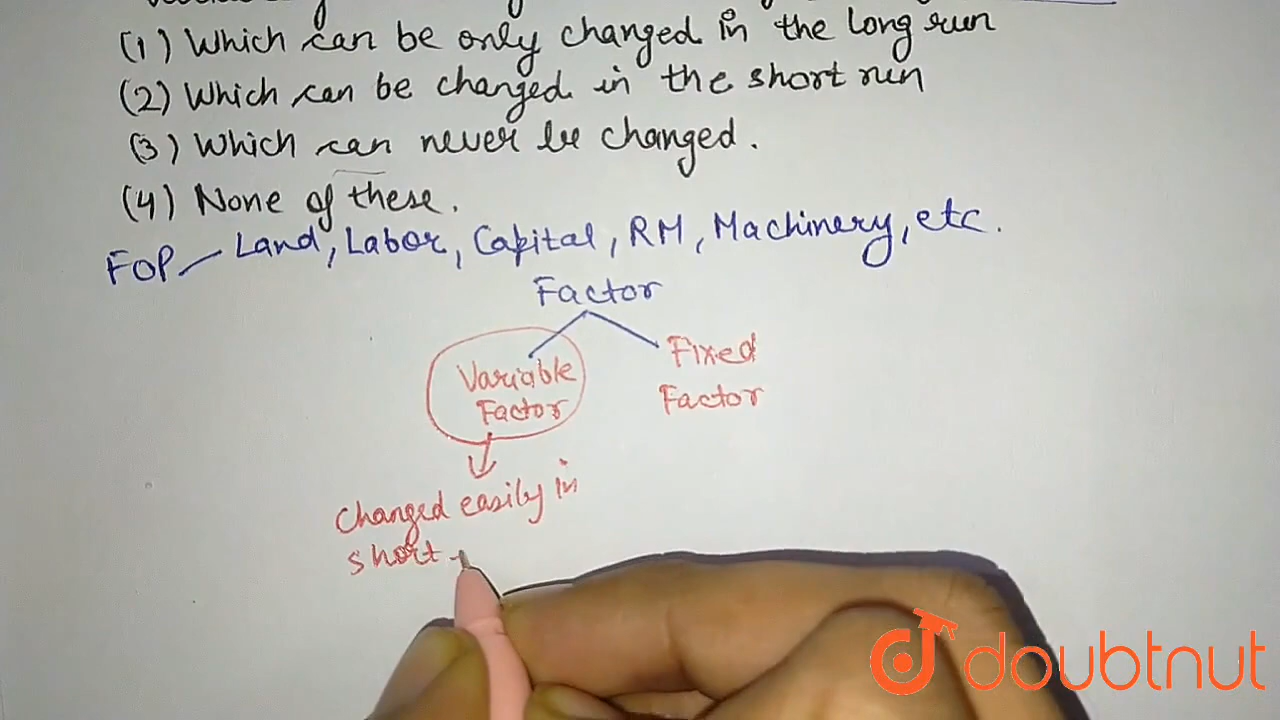 (1) Which can be only changed in the long run
(2) Which can be changed in the short run
(3) Which can never be changed.
(4) None of these.
FOP – Land, Labor, Capital, RM, Machinery, etc.
Factor
Variable
Factor
Fixed
Factor
Changed easily in
short
doubtnut